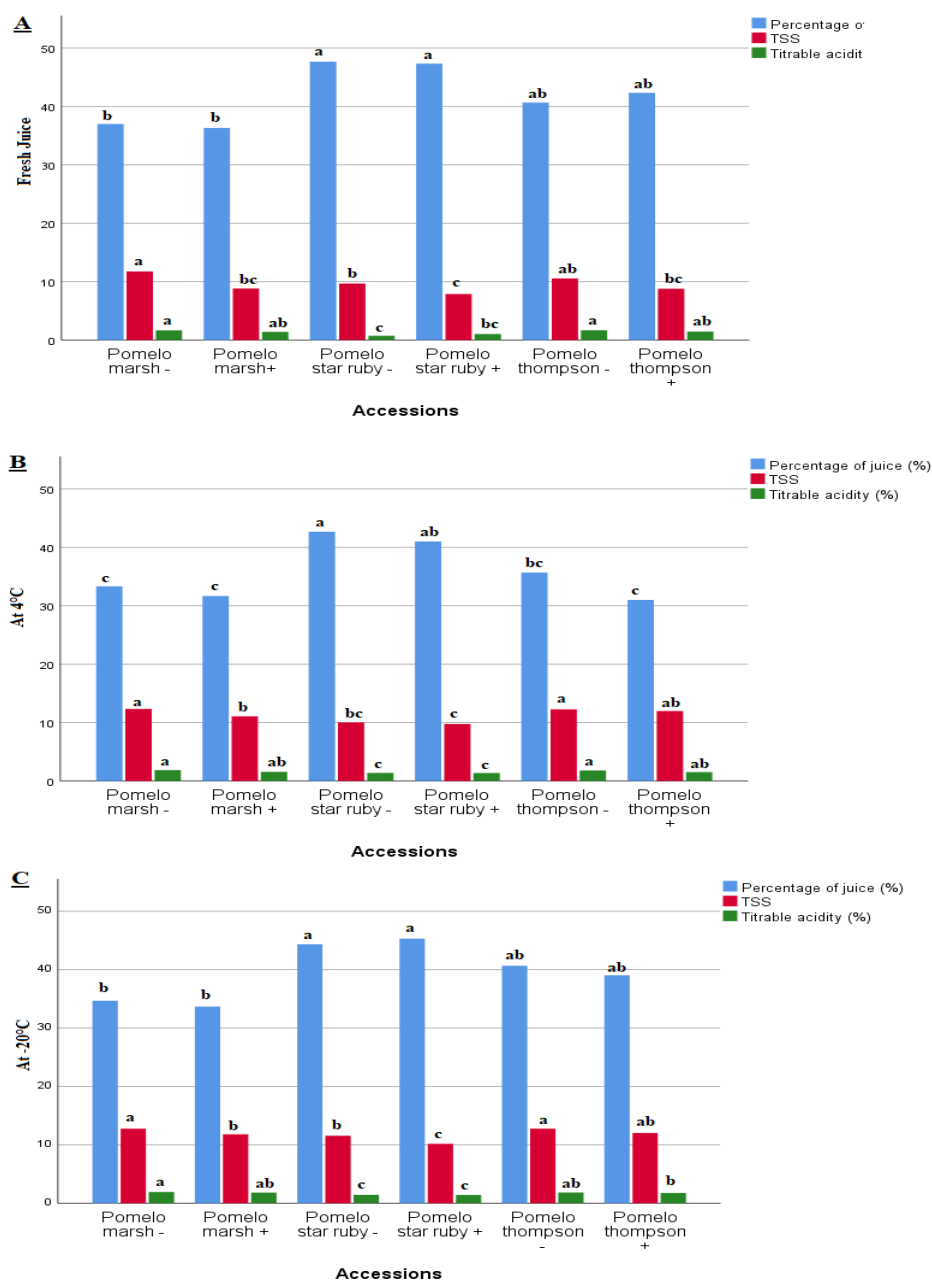 A
Percentage o
TSS
Titrable acidit
50
40
30
20
10
0
Fresh Juice
b b a a ab ab
a bc b c ab bc
a ab c bc a ab
Pomelo marsh -
Pomelo marsh+
Pomelo star ruby -
Pomelo star ruby +
Pomelo thompson -
Pomelo thompson +
Accessions
B
Percentage of juice (%)
TSS
Titrable acidity (%)
50
40
30
20
10
0
At 4⁰C
c c a ab bc c
a b bc c a ab
a ab c c a ab
Pomelo marsh -
Pomelo marsh +
Pomelo star ruby -
Pomelo star ruby +
Pomelo thompson -
Pomelo thompson +
Accessions
C
Percentage of juice (%)
TSS
Titrable acidity (%)
50
40
30
20
10
0
At -20⁰C
b b a a ab ab
a b b c a ab
a ab c c ab b
Pomelo marsh -
Pomelo marsh +
Pomelo star ruby -
Pomelo star ruby +
Pomelo thompson -
Pomelo thompson +
Accessions